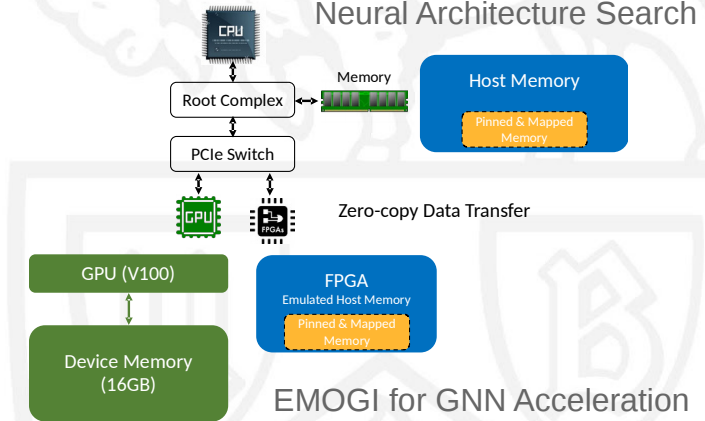 Neural Architecture Search
CPU
Memory
Root Complex
Host Memory
Pinned & Mapped
Memory
PCIe Switch
GPU
FPGAs
Zero-copy Data Transfer
GPU (V100)
FPGA
Emulated Host Memory
Pinned & Mapped
Memory
Device Memory
(16GB)
EMOGI for GNN Acceleration
B